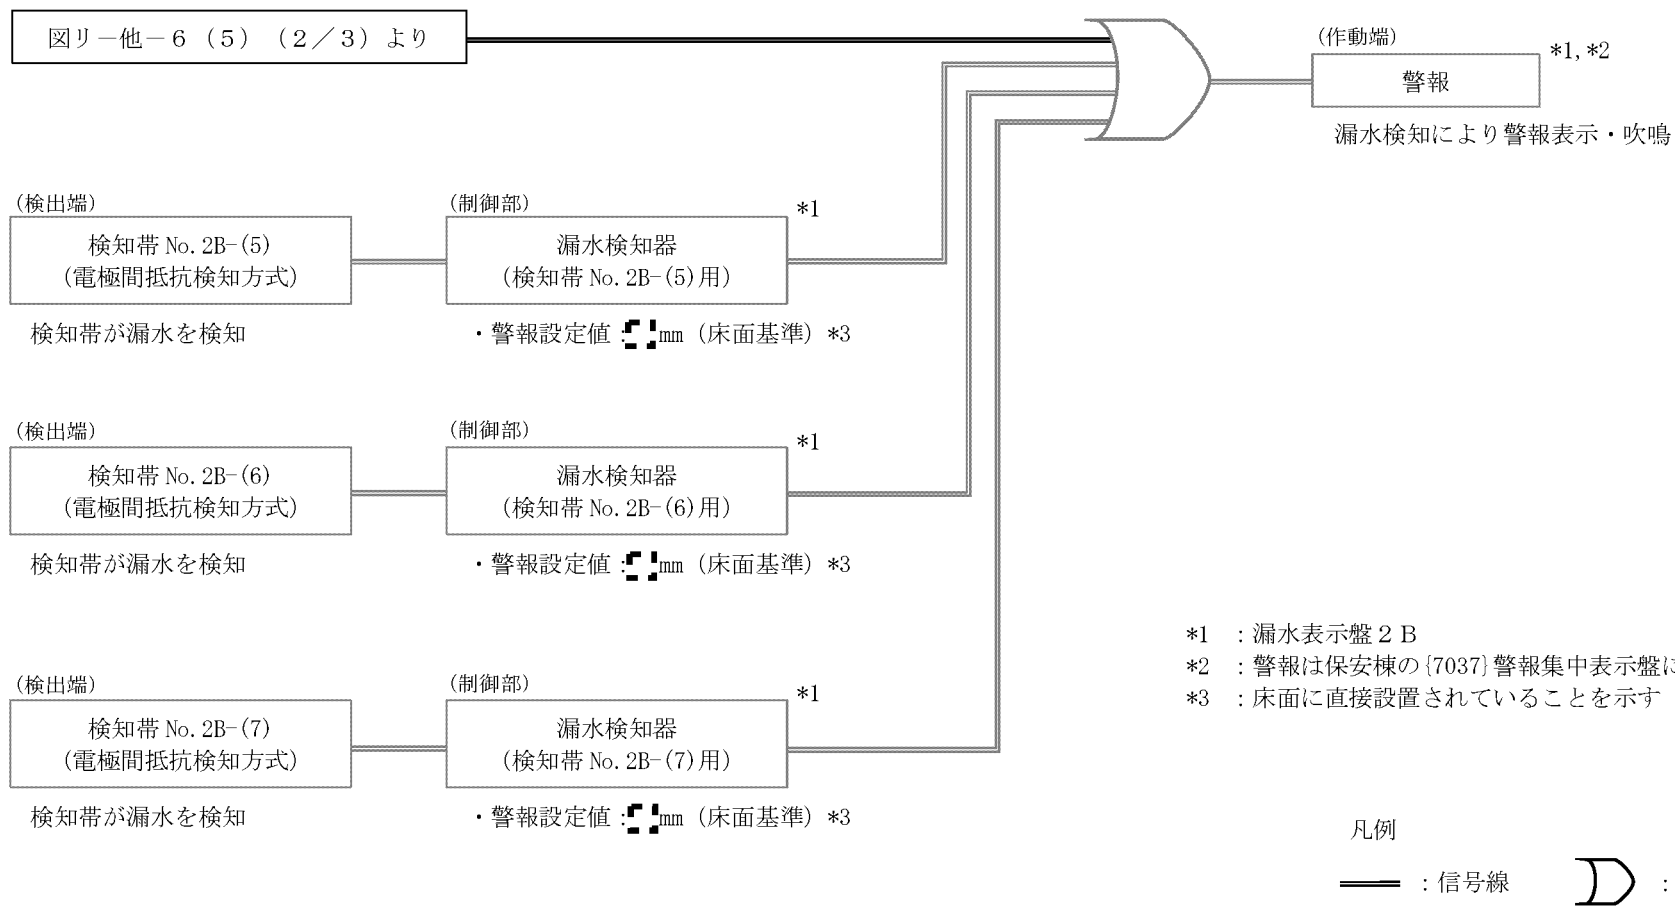 図リ－他－６（５）（２／３）より
(作動端)
*1, *2
警報
漏水検知により警報表示・吹鳴
(検出端)
検知帯 No. 2B-(5)
(電極間抵抗検知方式)
検知帯が漏水を検知
(制御部)
*1
漏水検知器
(検知帯 No. 2B-(5)用)
・警報設定値： mm（床面基準）*3
(検出端)
検知帯 No. 2B-(6)
(電極間抵抗検知方式)
検知帯が漏水を検知
(制御部)
*1
漏水検知器
(検知帯 No. 2B-(6)用)
・警報設定値： mm（床面基準）*3
(検出端)
検知帯 No. 2B-(7)
(電極間抵抗検知方式)
検知帯が漏水を検知
(制御部)
*1
漏水検知器
(検知帯 No. 2B-(7)用)
・警報設定値： mm（床面基準）*3
*1 ：漏水表示盤２Ｂ
*2 ：警報は保安棟の{7037}警報集中表示盤に
*3 ：床面に直接設置されていることを示す
凡例
：信号線
：